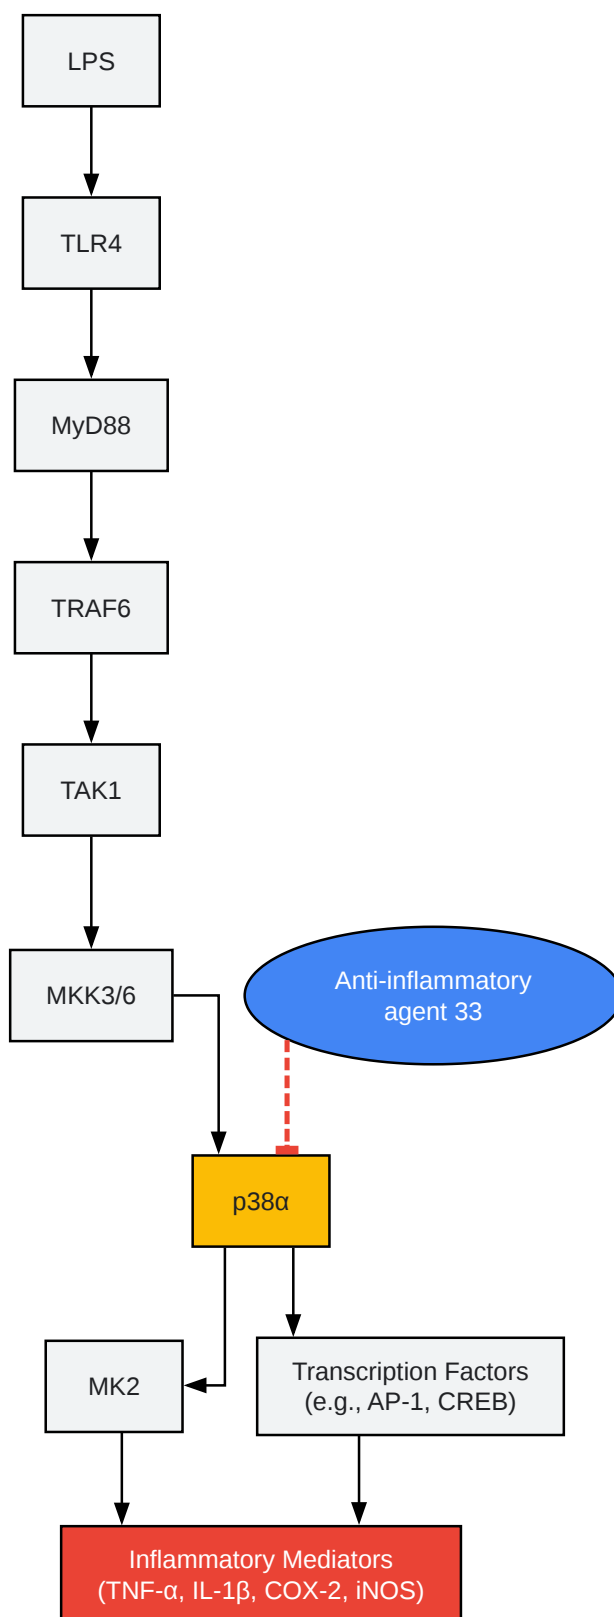 LPS
TLR4
MyD88
TRAF6
TAK1
MKK3/6
Anti-inflammatory
agent 33
p38α
MK2
Transcription Factors
(e.g., AP-1, CREB)
Inflammatory Mediators
(TNF-α, IL-1β, COX-2, iNOS)